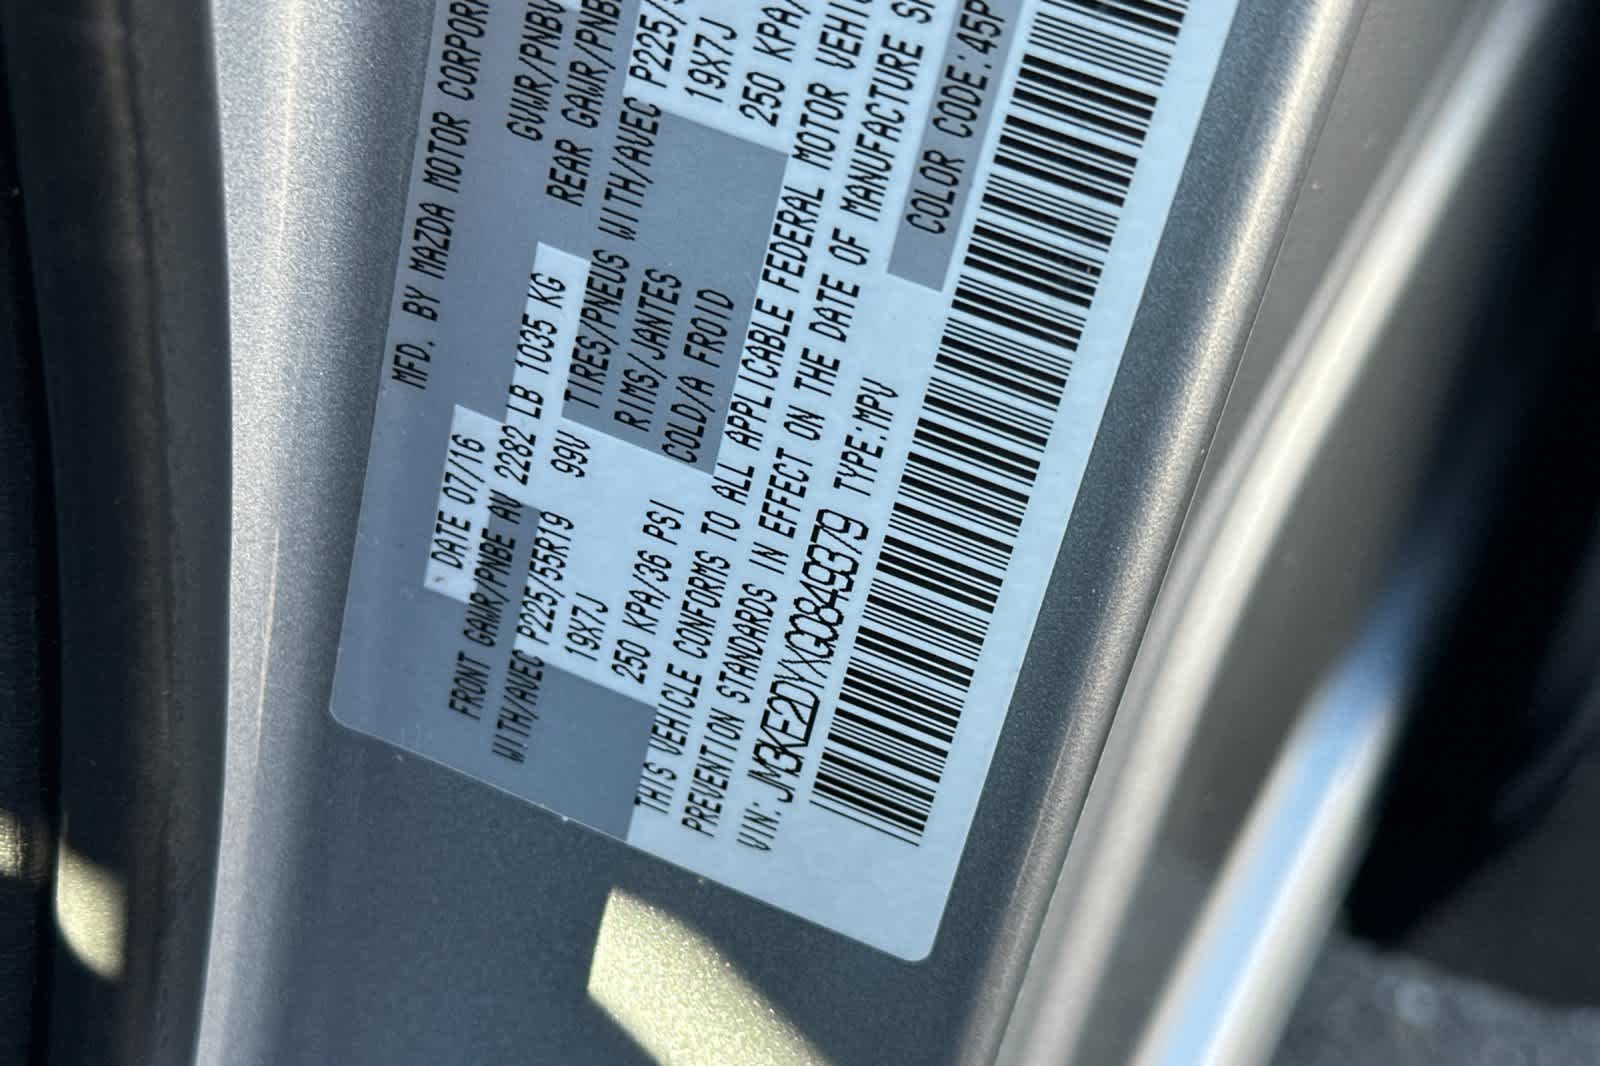 MFD. BY MAZDA MOTOR CORPOR
DATE 07/16
GVWR/PNBV
FRONT GAWR/PNBE AV 2282 LB 1035 KG
REAR GAWR/PNB
WITH/AVEC P225/55R19 99V
TIRES/PNEUS WITH/AVEC P225/5
19X7J
RIMS/JANTES
19X7J
250 KPA/36 PSI
COLD/A FROID
250 KPA/
THIS VEHICLE CONFORMS TO ALL APPLICABLE FEDERAL MOTOR VEHIC
PREVENTION STANDARDS IN EFFECT ON THE DATE OF MANUFACTURE S
VIN: JM3KE2DYXG0849379 TYPE:MPV
COLOR CODE:45P